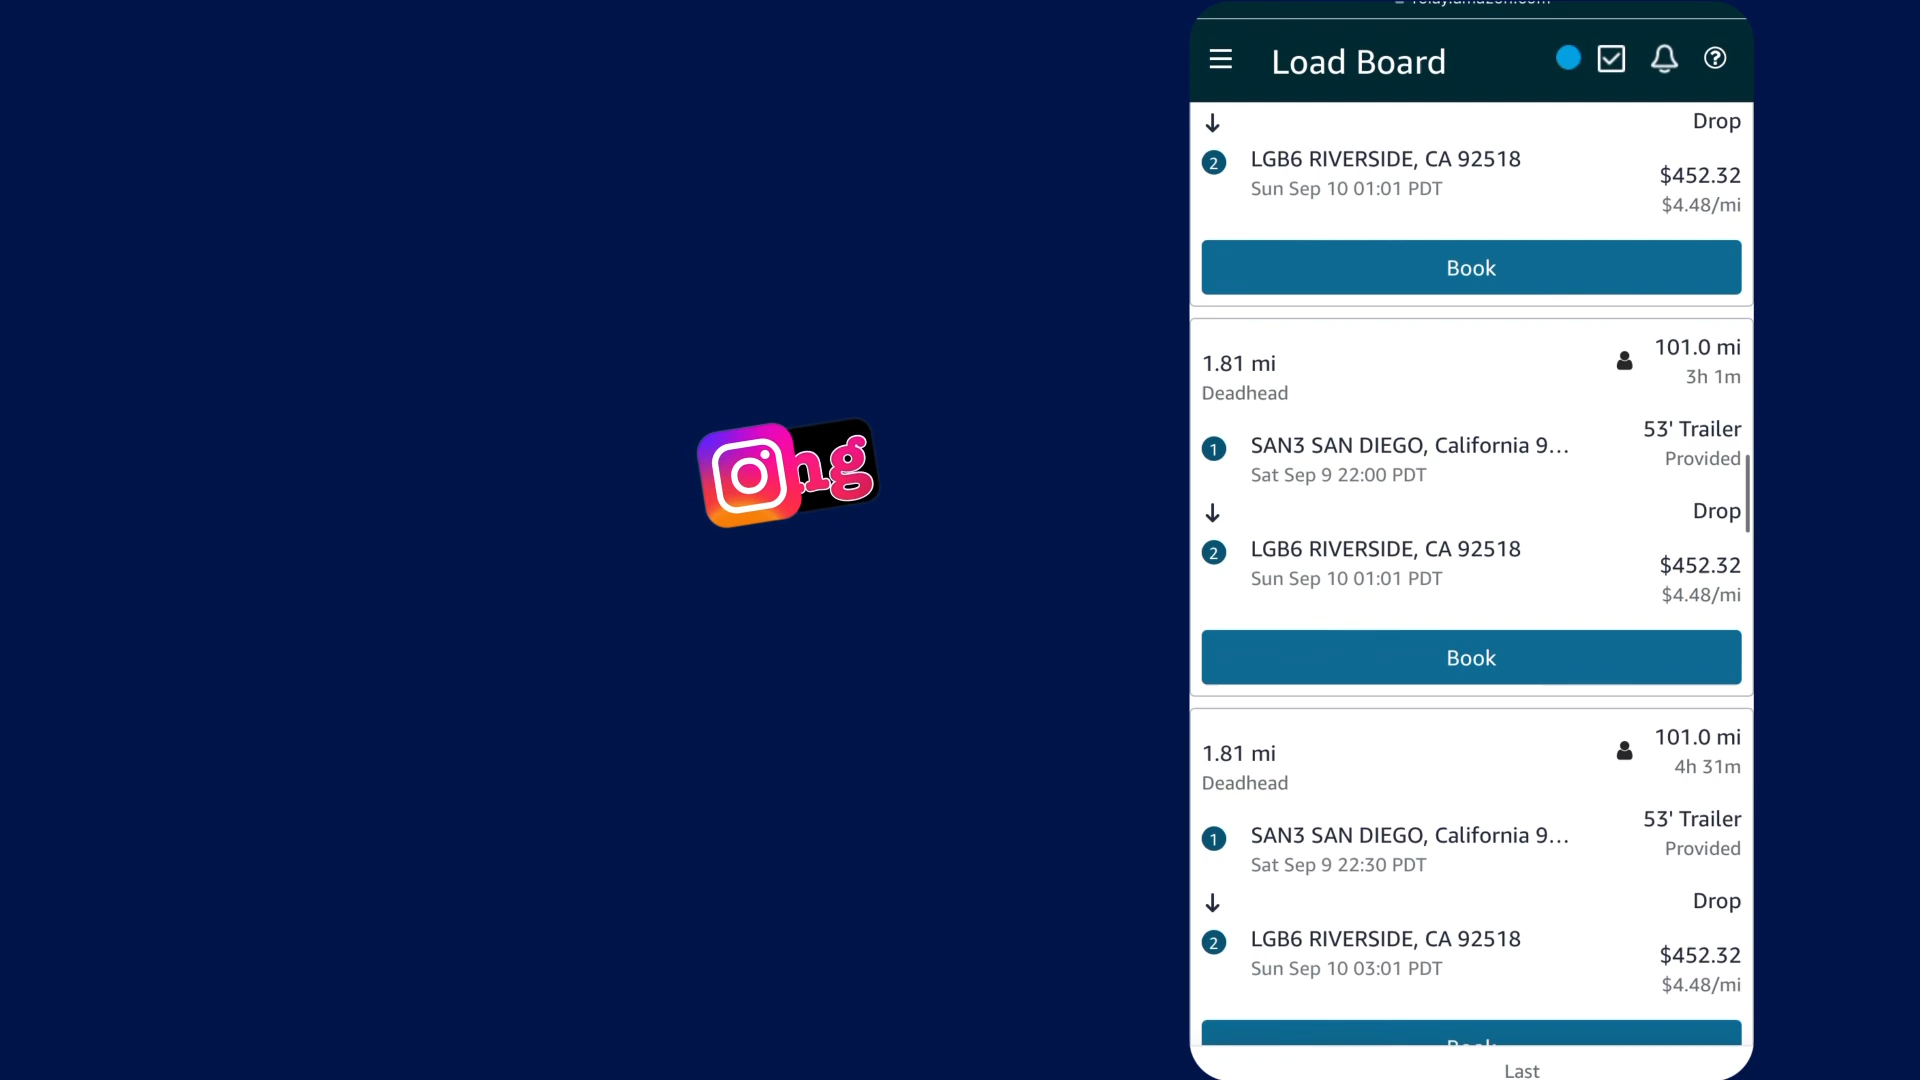 relay.amazon.com
Load Board
Drop
2 LGB6 RIVERSIDE, CA 92518
Sun Sep 10 01:01 PDT
$452.32
$4.48/mi
Book
1.81 mi
Deadhead
101.0 mi
3h 1m
1 SAN3 SAN DIEGO, California 9...
Sat Sep 9 22:00 PDT
53' Trailer
Provided
Drop
2 LGB6 RIVERSIDE, CA 92518
Sun Sep 10 01:01 PDT
$452.32
$4.48/mi
Book
1.81 mi
Deadhead
101.0 mi
4h 31m
1 SAN3 SAN DIEGO, California 9...
Sat Sep 9 22:30 PDT
53' Trailer
Provided
Drop
2 LGB6 RIVERSIDE, CA 92518
Sun Sep 10 03:01 PDT
$452.32
$4.48/mi
Book
Last
ng